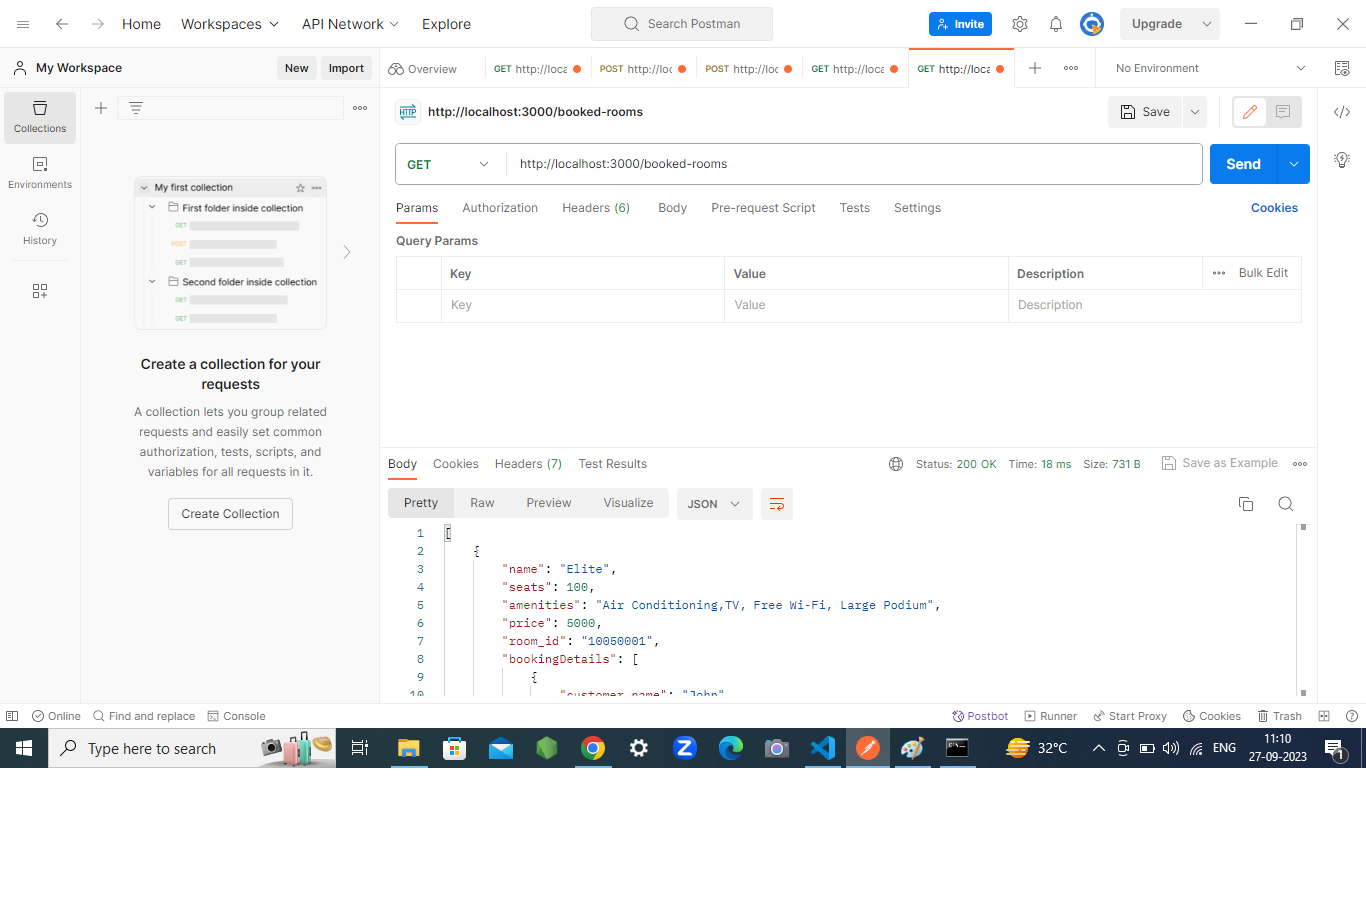 Home
Workspaces
API Network
Explore
Search Postman
Invite
Upgrade
My Workspace
New
Import
Overview
GET http://loca
POST http://loc
POST http://loc
GET http://loca
GET http://loca
No Environment
Collections
Environments
History
My first collection
First folder inside collection
GET
POST
GET
Second folder inside collection
GET
GET
Create a collection for your
requests
A collection lets you group related
requests and easily set common
authorization, tests, scripts, and
variables for all requests in it.
Create Collection
HTTP http://localhost:3000/booked-rooms
Save
GET http://localhost:3000/booked-rooms
Send
Params Authorization Headers (6) Body Pre-request Script Tests Settings Cookies
Query Params
Key Value Description Bulk Edit
Key Value Description
Body Cookies Headers (7) Test Results
Status: 200 OK Time: 18 ms Size: 731 B Save as Example
Pretty Raw Preview Visualize JSON
1 [
2 {
3 "name": "Elite",
4 "seats": 100,
5 "amenities": "Air Conditioning,TV, Free Wi-Fi, Large Podium",
6 "price": 5000,
7 "room_id": "10050001",
8 "bookingDetails": [
9 {
10 "customer_name": "John"
Online Find and replace Console
Postbot Runner Start Proxy Cookies Trash
Type here to search
32°C
ENG
11:10
27-09-2023
1